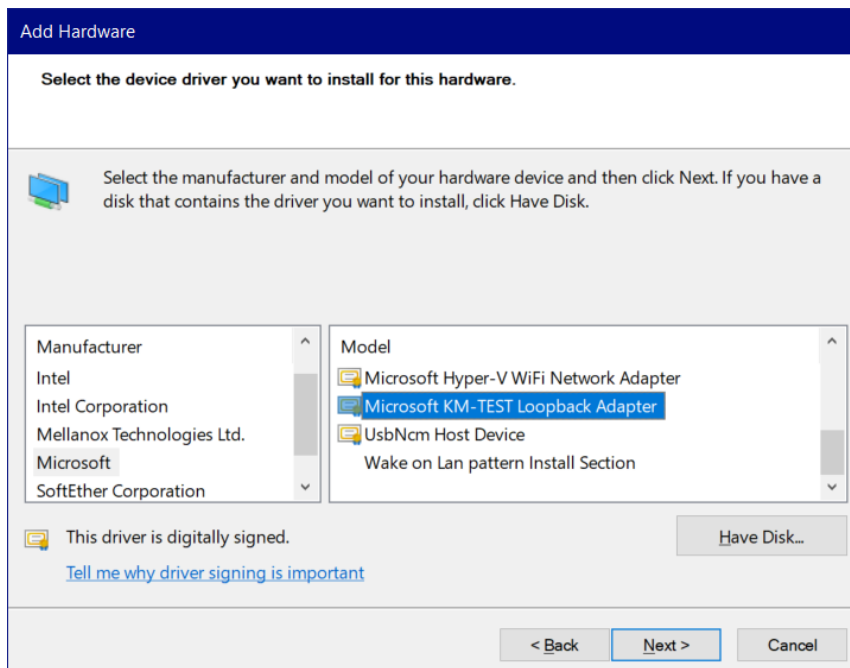 Add Hardware
Select the device driver you want to install for this hardware.
Select the manufacturer and model of your hardware device and then click Next. If you have a
disk that contains the driver you want to install, click Have Disk.
Manufacturer
Intel
Intel Corporation
Mellanox Technologies Ltd.
Microsoft
SoftEther Corporation
Model
Microsoft Hyper-V WiFi Network Adapter
Microsoft KM-TEST Loopback Adapter
UsbNcm Host Device
Wake on Lan pattern Install Section
This driver is digitally signed.
Have Disk...
Tell me why driver signing is important
< Back
Next >
Cancel